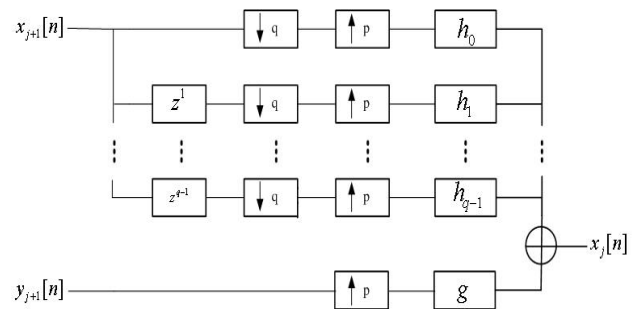 x_{j+1}[n] ↓ q ↑ p h_0
z^1 ↓ q ↑ p h_1
z^{q-1} ↓ q ↑ p h_{q-1}
x_j[n]
y_{j+1}[n] ↑ p g